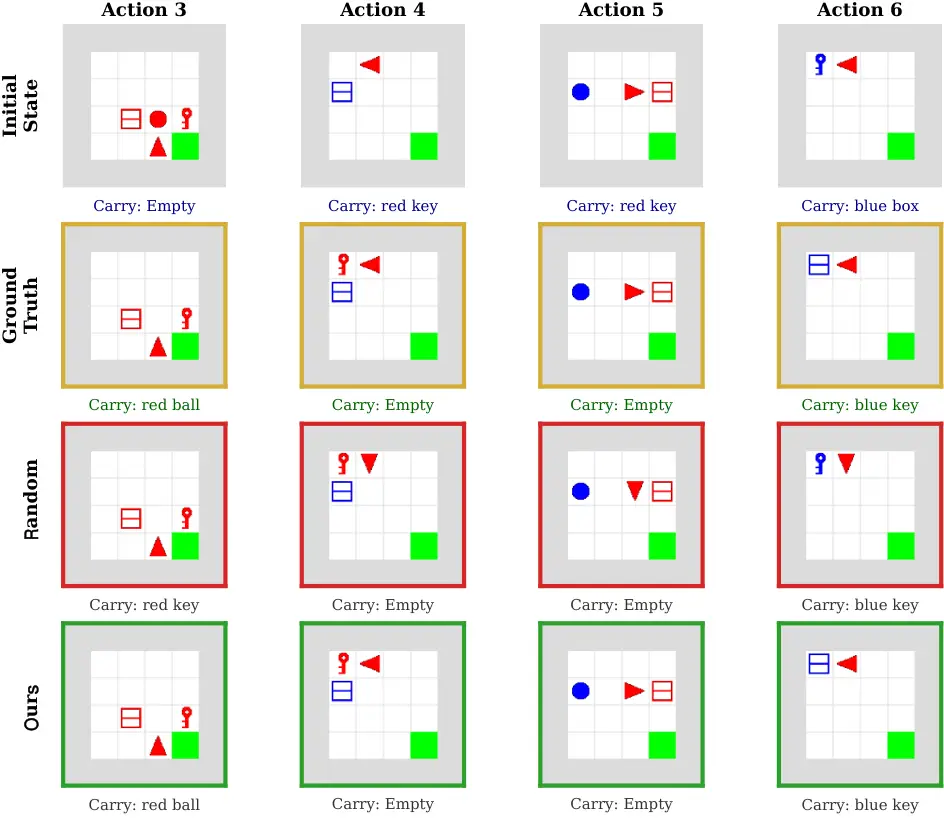 Action 3
Action 4
Action 5
Action 6
Initial
State
Carry: Empty
Carry: red key
Carry: red key
Carry: blue box
Ground
Truth
Carry: red ball
Carry: Empty
Carry: Empty
Carry: blue key
Random
Carry: red key
Carry: Empty
Carry: Empty
Carry: blue key
Ours
Carry: red ball
Carry: Empty
Carry: Empty
Carry: blue key